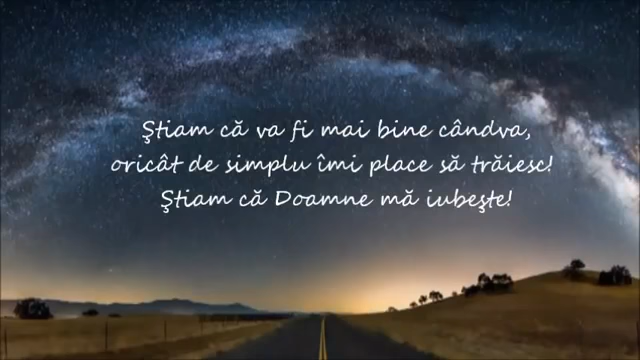 Ştiam că va fi mai bine cândva,
oricât de simplu îmi place să trăiesc!
Ştiam că Doamne mă iubeşte!